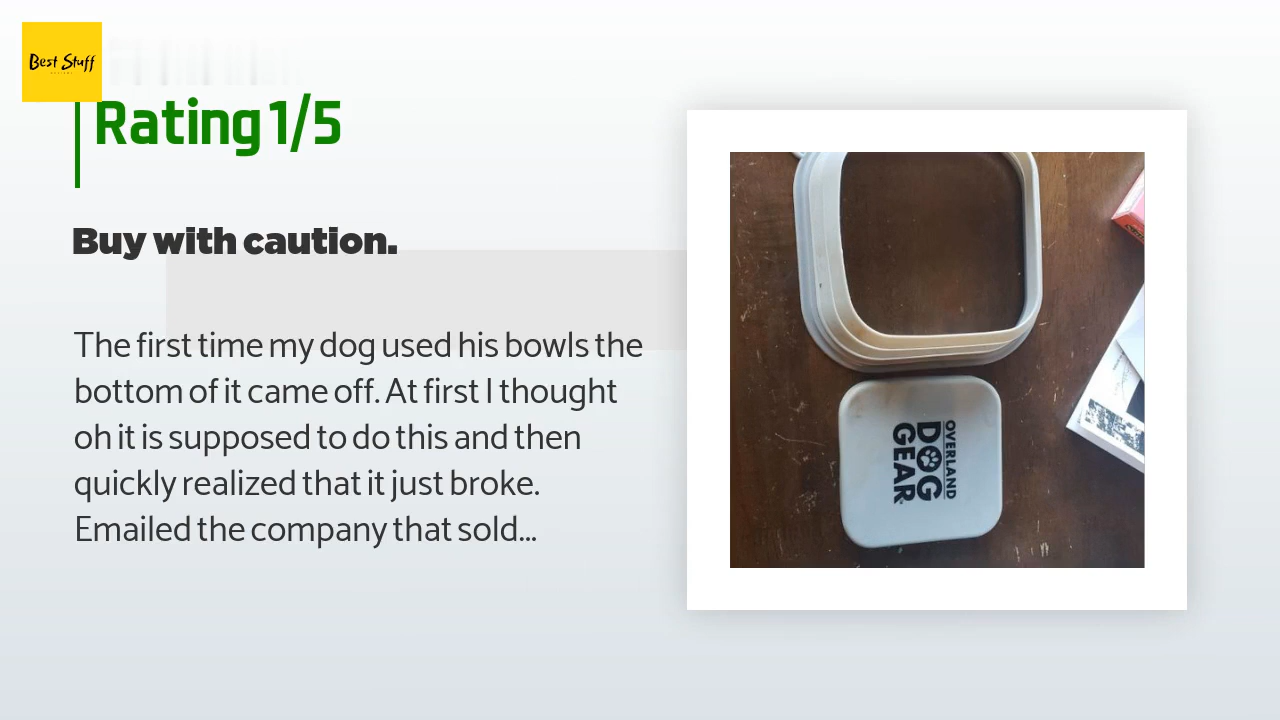 Best Stuff
Rating 1/5
Buy with caution.
The first time my dog used his bowls the
bottom of it came off. At first I thought
oh it is supposed to do this and then
quickly realized that it just broke.
Emailed the company that sold...
OVERLAND
DOG
GEAR